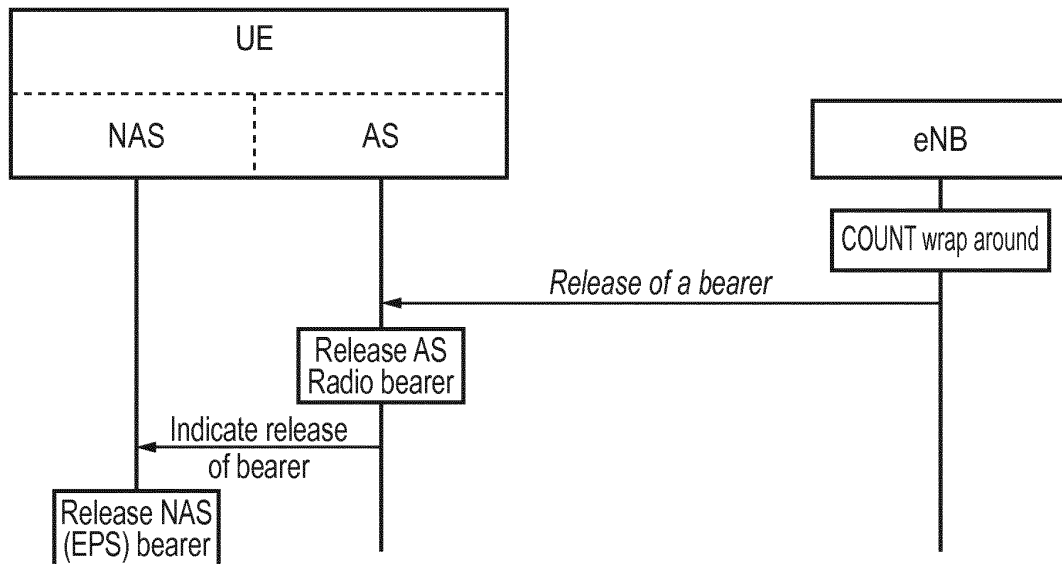 UE
NAS
AS
eNB
COUNT wrap around
Release of a bearer
Release AS
Radio bearer
Indicate release
of bearer
Release NAS
(EPS) bearer